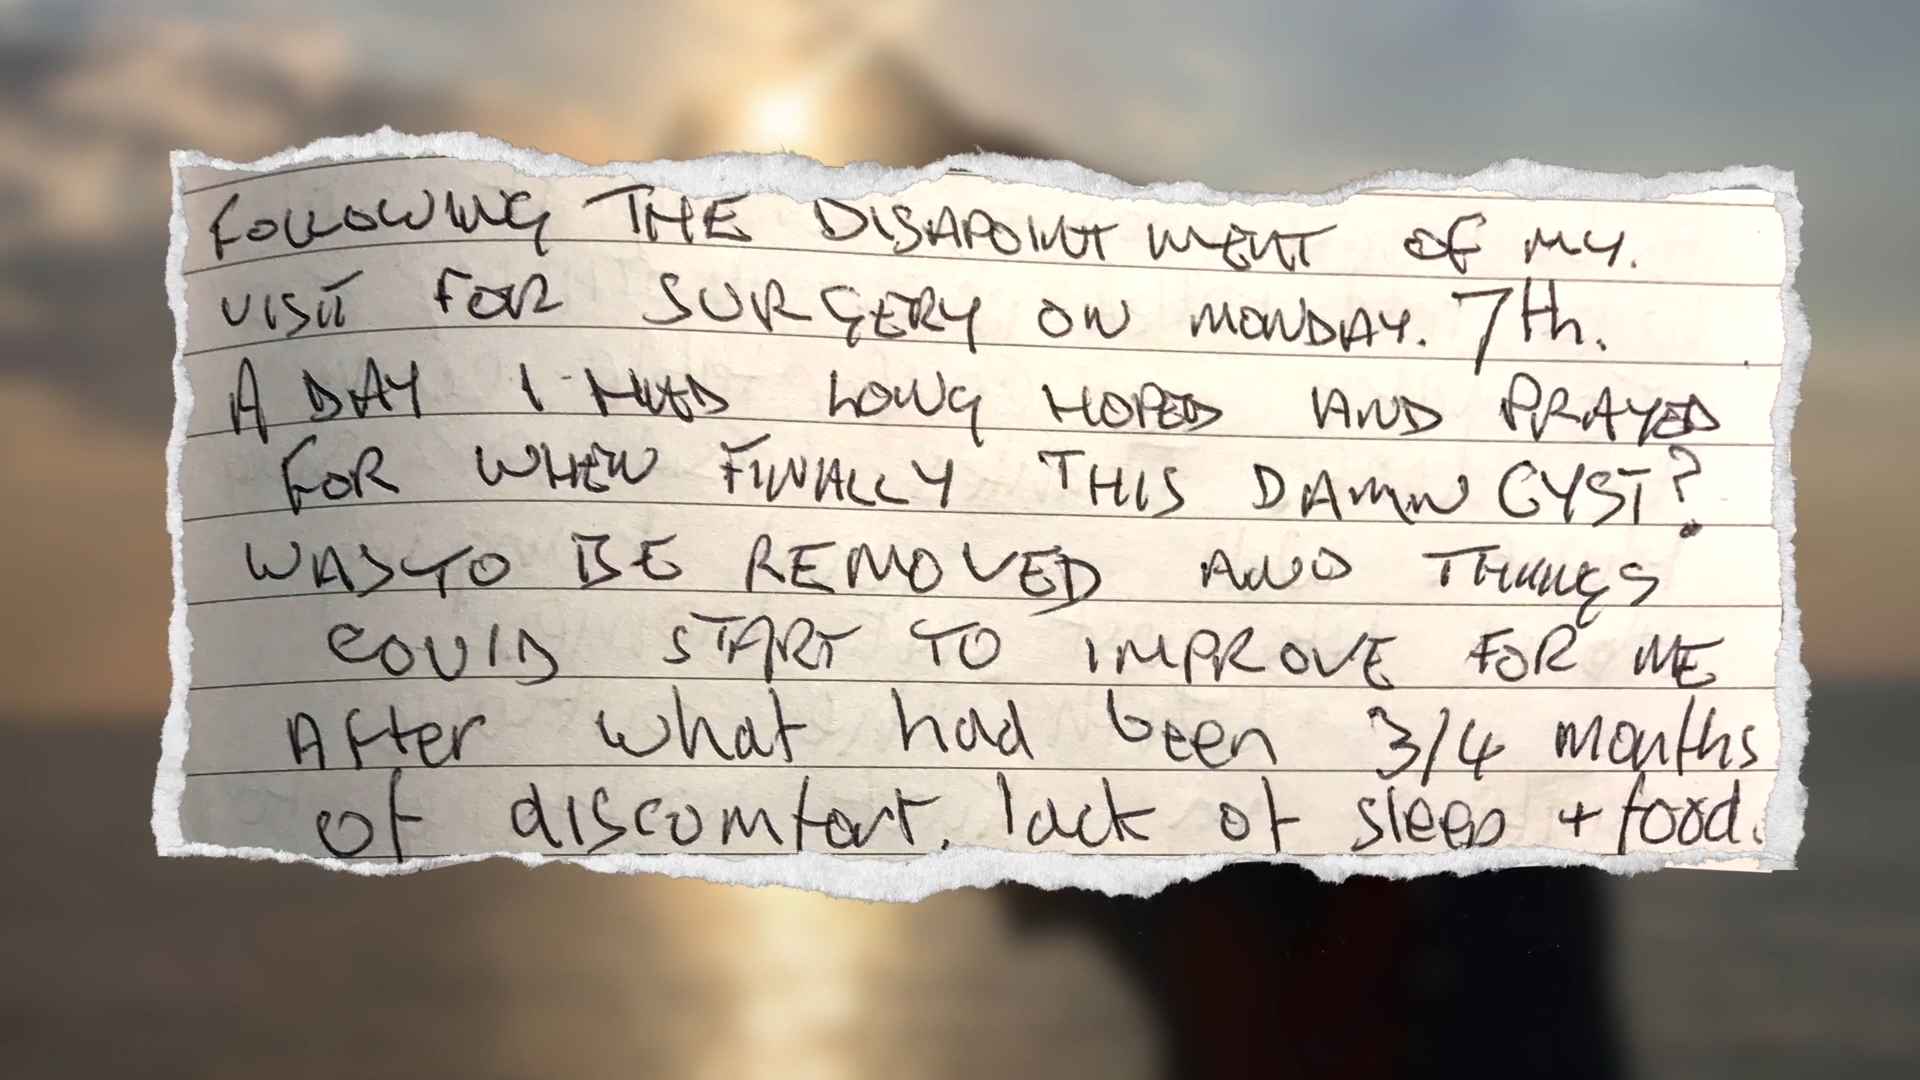 FOLLOWING THE DISAPOINTMENT OF MY.
VISIT FOR SURGERY ON MONDAY. 7th.
A DAY I HAD LONG HOPED AND PRAYED
FOR WHEN FINALLY THIS DAMN CYST?
WAS TO BE REMOVED AND THINGS
COULD START TO IMPROVE FOR ME
After what had been 3/4 months
of discomfort. lack of sleep + food.